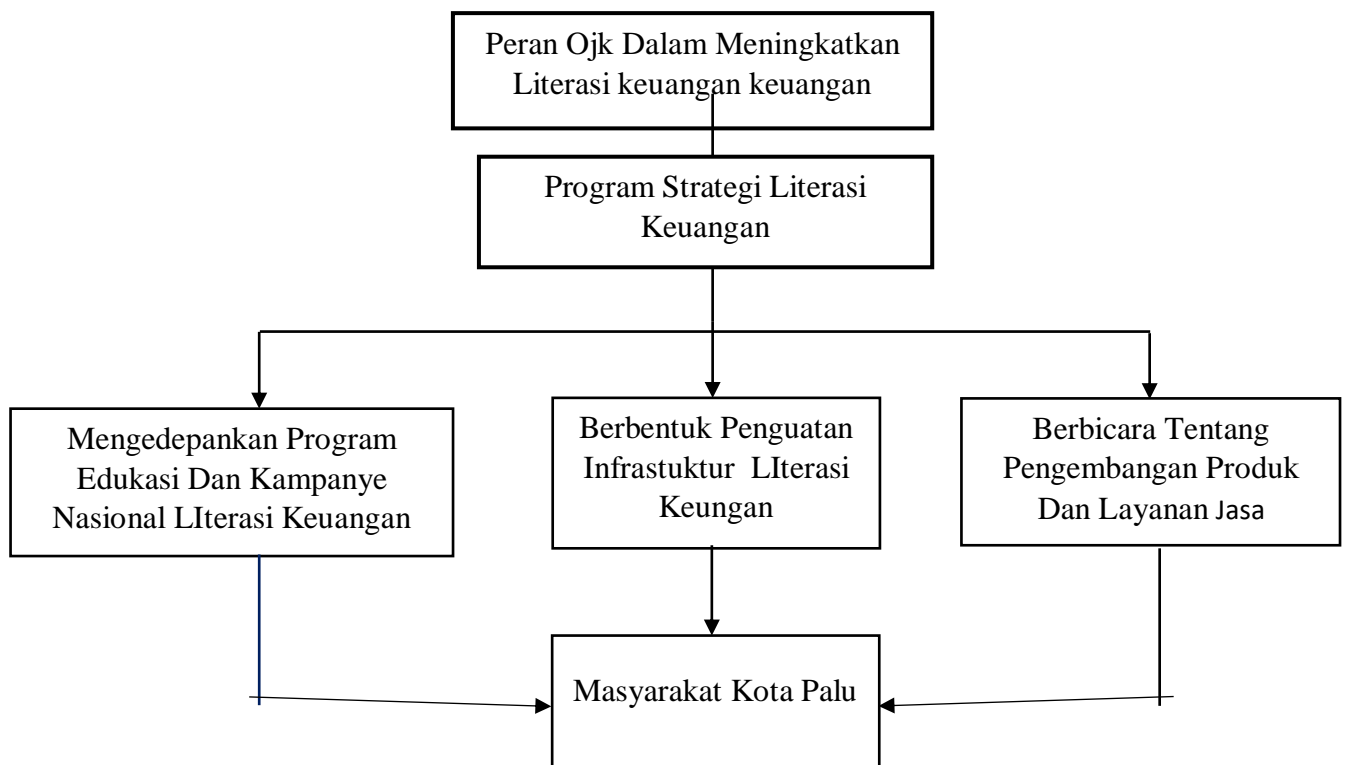 Peran Ojk Dalam Meningkatkan
Literasi keuangan keuangan
Program Strategi Literasi
Keuangan
Mengedepankan Program
Edukasi Dan Kampanye
Nasional LIterasi Keuangan
Berbentuk Penguatan
Infrastuktur LIterasi
Keungan
Berbicara Tentang
Pengembangan Produk
Dan Layanan Jasa
Masyarakat Kota Palu